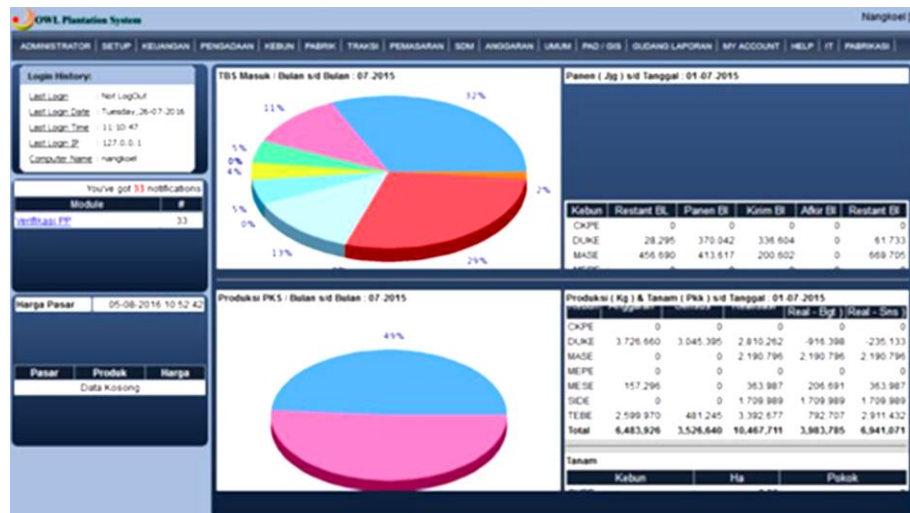 OWL Plantation System
Nangkoel
ADMINISTRATOR | SETUP | KEUANGAN | PENGADAAN | KEBUN | PABRIK | TRAKSI | PEMASARAN | SDM | ANGGARAN | UMUM | PAD / GIS | GUDANG LAPORAN | MY ACCOUNT | HELP | IT | PABRIKASI
Login History:
Last Login : Not LogOut
Last Login Date : Tuesday, 26-07-2016
Last Login Time : 11:10:47
Last Login IP : 127.0.0.1
Computer Name : nangkoel
You've got 33 notifications
Module #
Verifikasi PP 33
Harga Pasar 05-08-2016 10:52:42
Pasar Produk Harga
Data Kosong
TBS Masuk / Bulan s/d Bulan : 07-2015
32%
11%
5%
0%
4%
5%
0%
13%
29%
2%
Panen ( Jjg ) s/d Tanggal : 01-07-2015
Kebun Restant BL Panen BI Kirim BI Afkir BI Restant BI
CKPE 0 0 0 0 0
DUKE 28.295 370.042 336.604 0 61.733
MASE 456.690 413.617 200.602 0 669.705
Produksi PKS / Bulan s/d Bulan : 07-2015
49%
Produksi ( Kg ) & Tanam ( Pkk ) s/d Tanggal : 01-07-2015
Real - Bgt ) Real - Sns )
CKPE 0 0 0 0 0
DUKE 3.726.660 3.045.395 2.810.262 -916.398 -235.133
MASE 0 0 2.190.796 2.190.796 2.190.796
MEPE 0 0 0 0 0
MESE 157.296 0 363.987 206.691 363.987
SIDE 0 0 1.709.989 1.709.989 1.709.989
TEBE 2.599.970 481.245 3.392.677 792.707 2.911.432
Total 6,483,926 3,526,640 10,467,711 3,983,785 6,941,071
Tanam
Kebun Ha Pokok